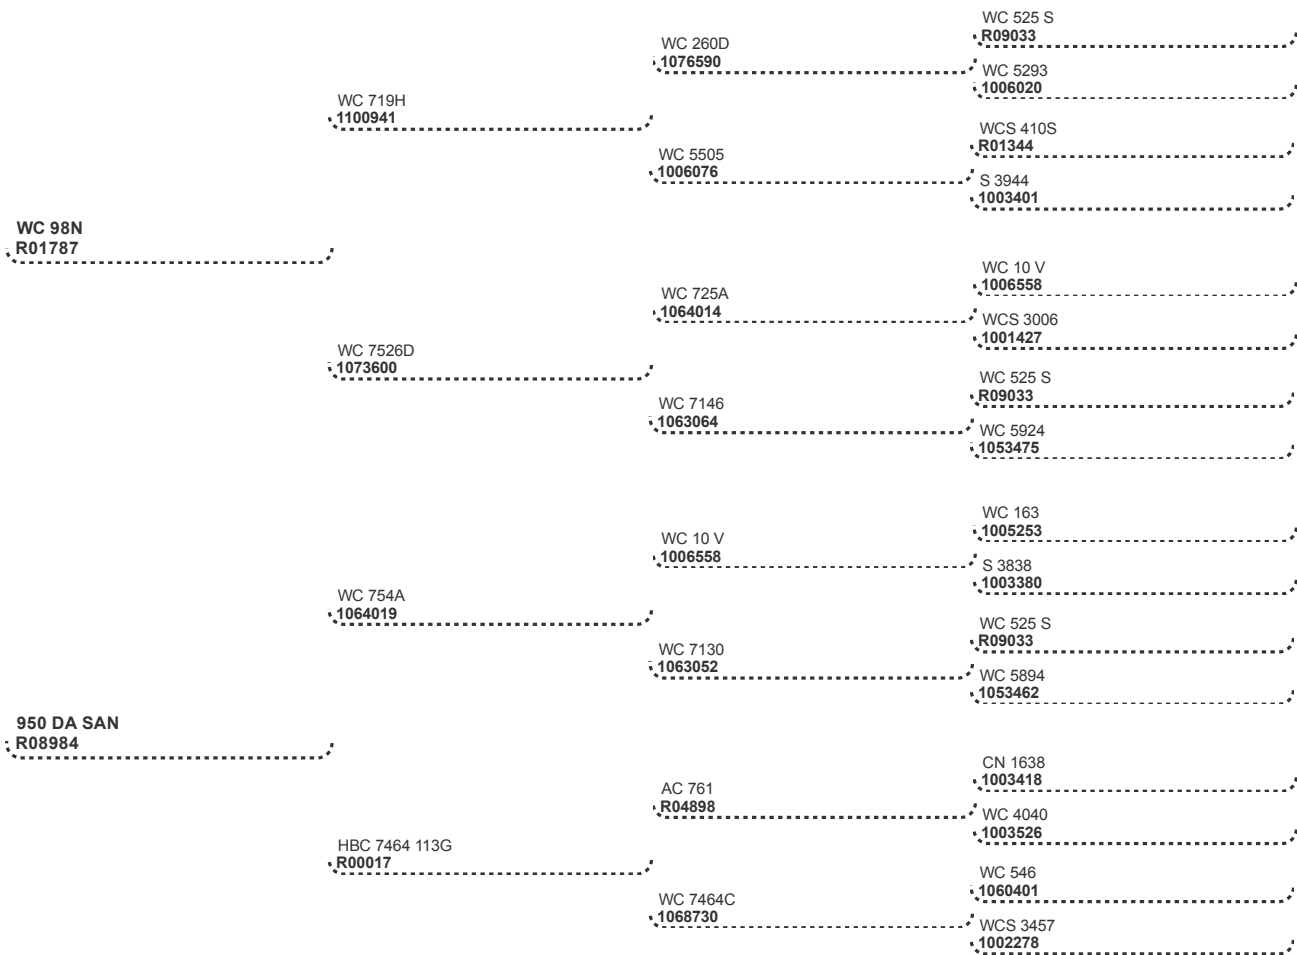 WC 525 S
R09033
WC 260D
1076590
WC 5293
1006020
WC 719H
1100941
WCS 410S
R01344
WC 5505
1006076
S 3944
1003401
WC 98N
R01787
WC 10 V
1006558
WC 725A
1064014
WCS 3006
1001427
WC 7526D
1073600
WC 525 S
R09033
WC 7146
1063064
WC 5924
1053475
WC 163
1005253
WC 10 V
1006558
S 3838
1003380
WC 754A
1064019
WC 525 S
R09033
WC 7130
1063052
WC 5894
1053462
950 DA SAN
R08984
CN 1638
1003418
AC 761
R04898
WC 4040
1003526
HBC 7464 113G
R00017
WC 546
1060401
WC 7464C
1068730
WCS 3457
1002278